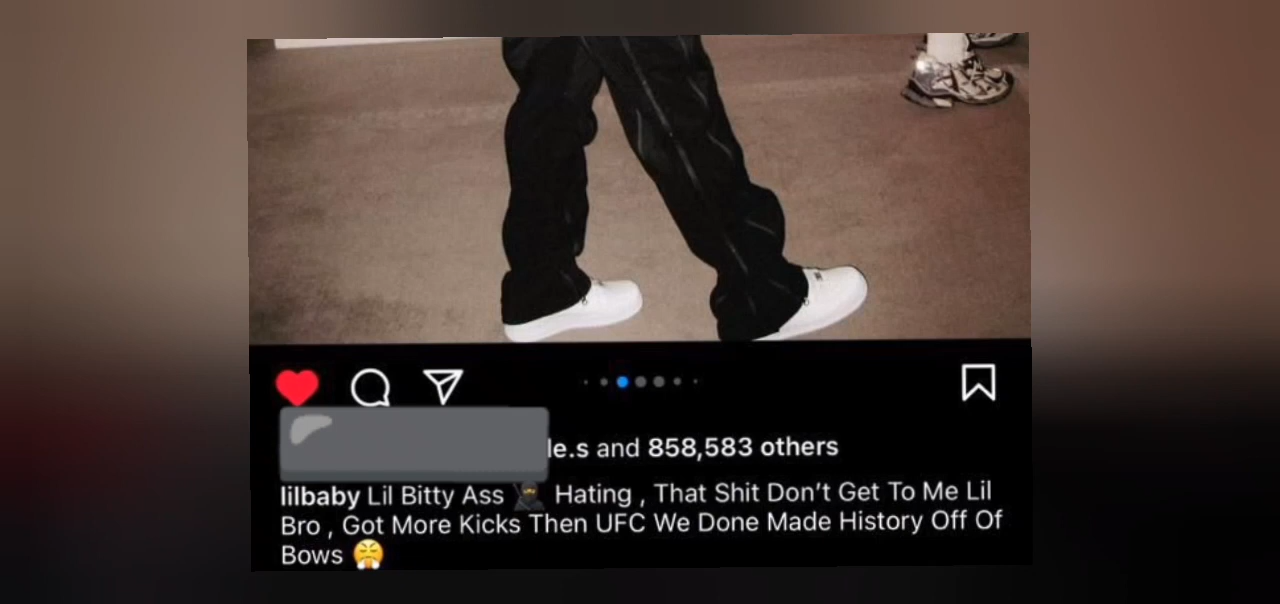 le.s and 858,583 others
lilbaby Lil Bitty Ass 🥷 Hating , That Shit Don't Get To Me Lil
Bro , Got More Kicks Then UFC We Done Made History Off Of
Bows 😤